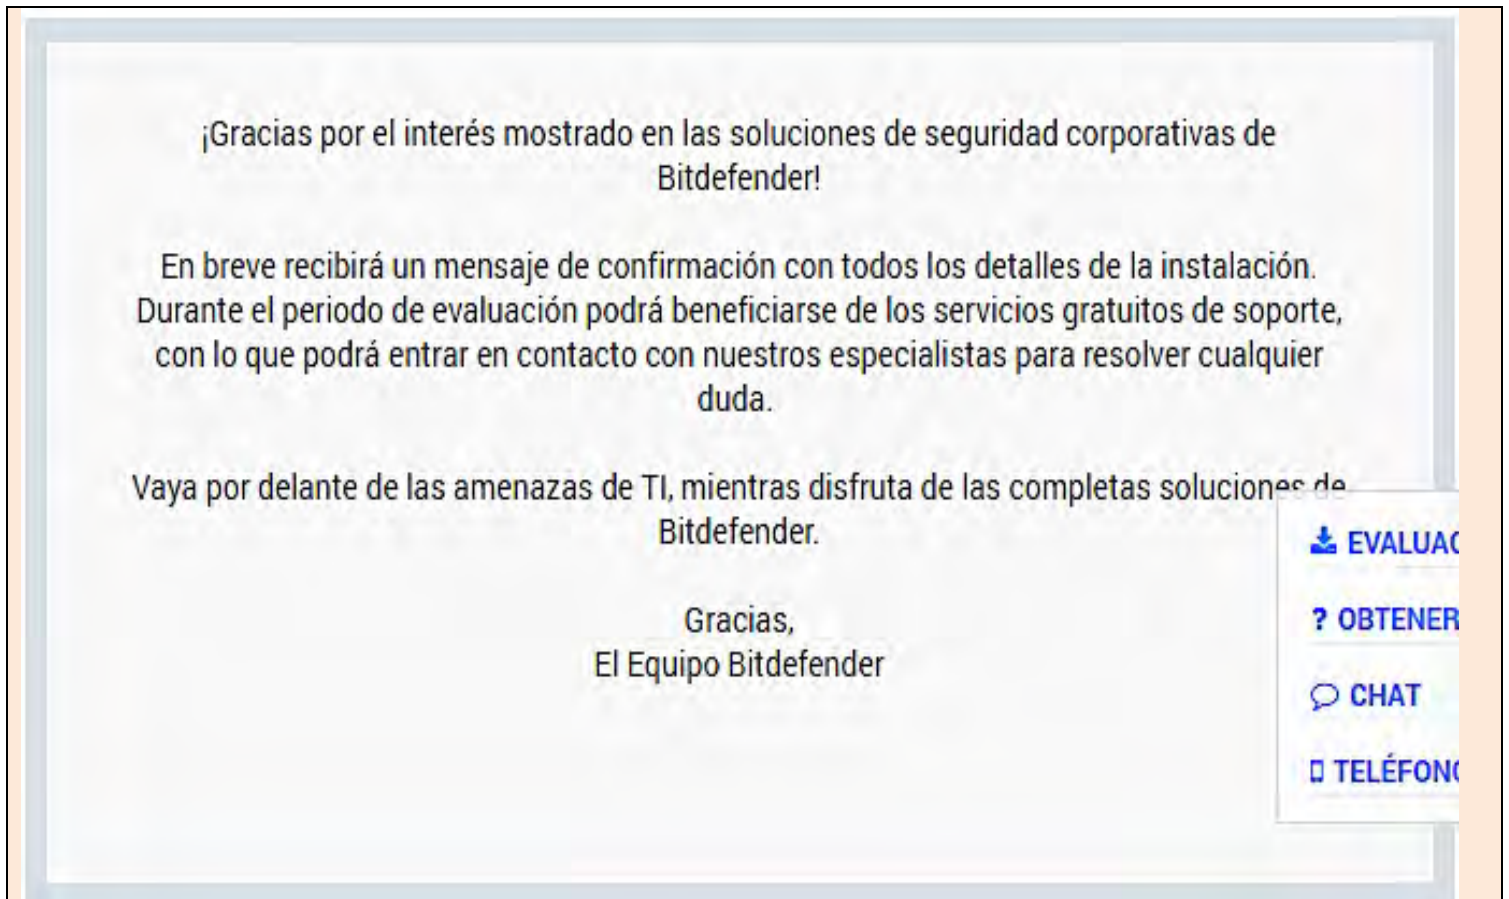 ¡Gracias por el interés mostrado en las soluciones de seguridad corporativas de
Bitdefender!
En breve recibirá un mensaje de confirmación con todos los detalles de la instalación.
Durante el periodo de evaluación podrá beneficiarse de los servicios gratuitos de soporte,
con lo que podrá entrar en contacto con nuestros especialistas para resolver cualquier
duda.
Vaya por delante de las amenazas de TI, mientras disfruta de las completas soluciones de
Bitdefender.
Gracias,
El Equipo Bitdefender
EVALUAC
? OBTENER
CHAT
TELÉFONO